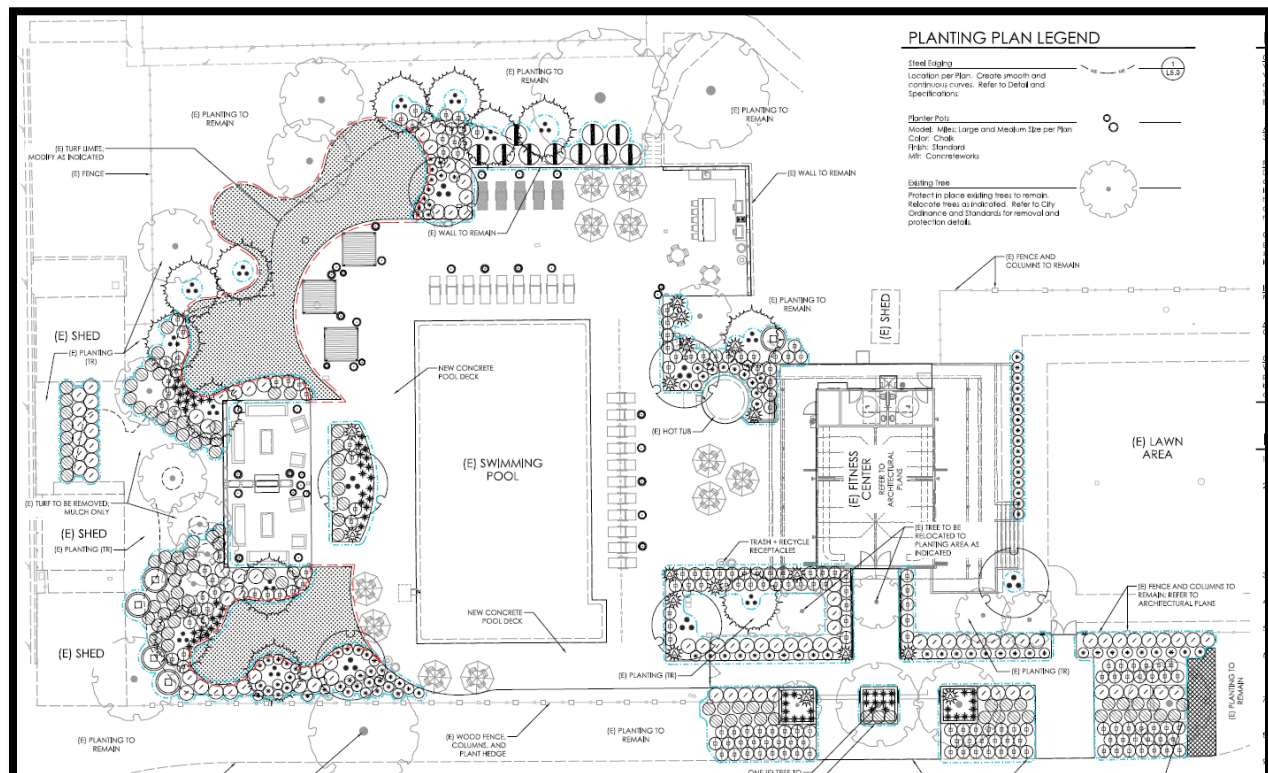 PLANTING PLAN LEGEND
Steel Edging
Location per Plan. Create smooth and
continuous curves. Refer to Detail and
Specifications.
1
L5.9
Planter Pots
Model: Miles; Large and Medium Size per Plan
Color: Chalk
Finish: Standard
Mfr: Concreteworks
Existing Tree
Protect in place existing trees to remain.
Relocate trees as indicated. Refer to City
Ordinance and Standards for removal and
protection details.
(E) PLANTING TO
REMAIN
(E) PLANTING TO
REMAIN
(E) PLANTING TO
REMAIN
(E) TURF LIMITS;
MODIFY AS INDICATED
(E) FENCE
(E) WALL TO REMAIN
(E) WALL TO REMAIN
(E) FENCE AND
COLUMNS TO REMAIN
(E) PLANTING TO
REMAIN
(E) SHED
(E) SHED
(E) PLANTING
(TR)
NEW CONCRETE
POOL DECK
(E) HOT TUB
(E) SWIMMING
POOL
(E) FITNESS
CENTER
REFER TO
ARCHITECTURAL
PLANS
(E) LAWN
AREA
(E) TURF TO BE REMOVED;
MULCH ONLY
(E) SHED
(E) PLANTING (TR)
TRASH + RECYCLE
RECEPTACLES
(E) TREE TO BE
RELOCATED TO
PLANTING AREA AS
INDICATED
(E) FENCE AND COLUMNS TO
REMAIN; REFER TO
ARCHITECTURAL PLANS
NEW CONCRETE
POOL DECK
(E) SHED
(E) PLANTING (TR)
(E) PLANTING (TR)
(E) PLANTING TO
REMAIN
(E) PLANTING TO
REMAIN
(E) WOOD FENCE,
COLUMNS, AND
PLANT HEDGE
(E) PLANTING TO
REMAIN
ONE (E) TREE TO